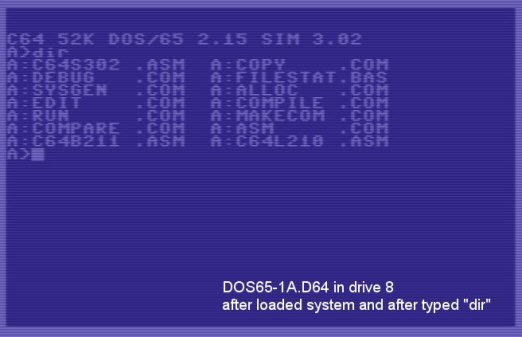 C64 52K DOS/65 2.15 SIM 3.02
A>dir
A:C64S302 .ASM  A:COPY    .COM
A:DEBUG   .COM  A:FILESTAT.BAS
A:SYSGEN  .COM  A:ALLOC   .COM
A:EDIT    .COM  A:COMPILE .COM
A:RUN     .COM  A:MAKECOM .COM
A:COMPARE .COM  A:ASM     .COM
A:C64B211 .ASM  A:C64L210 .ASM
A>
DOS65-1A.D64 in drive 8
after loaded system and after typed "dir"